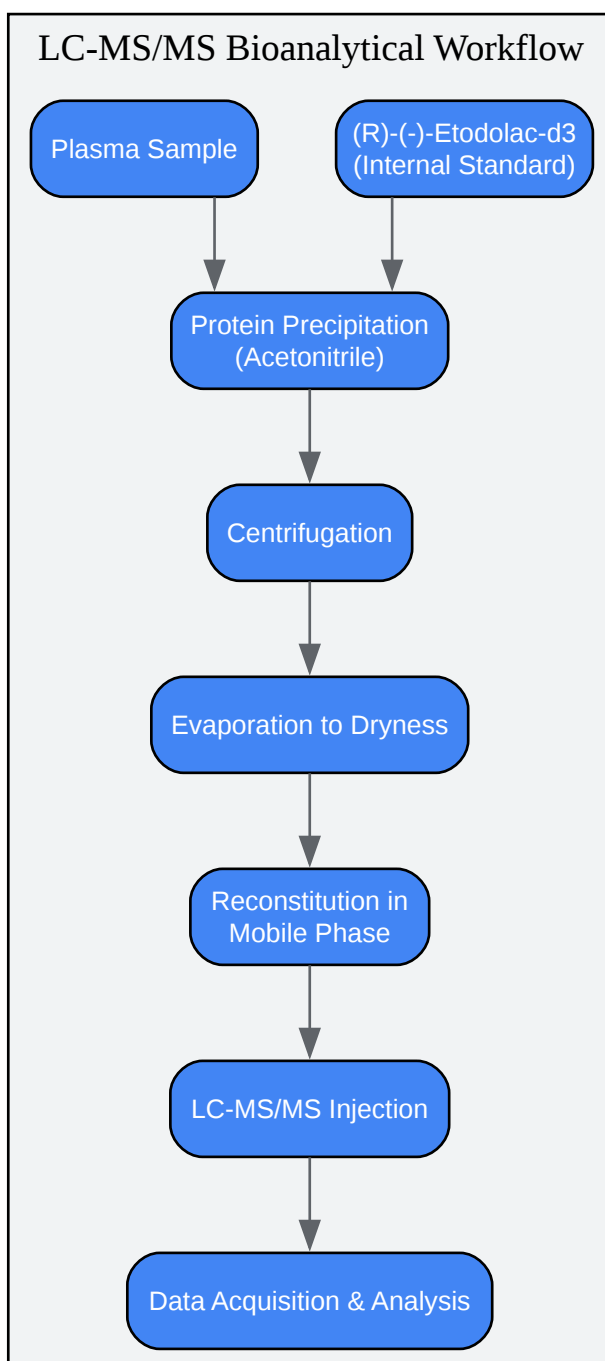 LC-MS/MS Bioanalytical Workflow
Plasma Sample
(R)-(-)-Etodolac-d3
(Internal Standard)
Protein Precipitation
(Acetonitrile)
Centrifugation
Evaporation to Dryness
Reconstitution in
Mobile Phase
LC-MS/MS Injection
Data Acquisition & Analysis